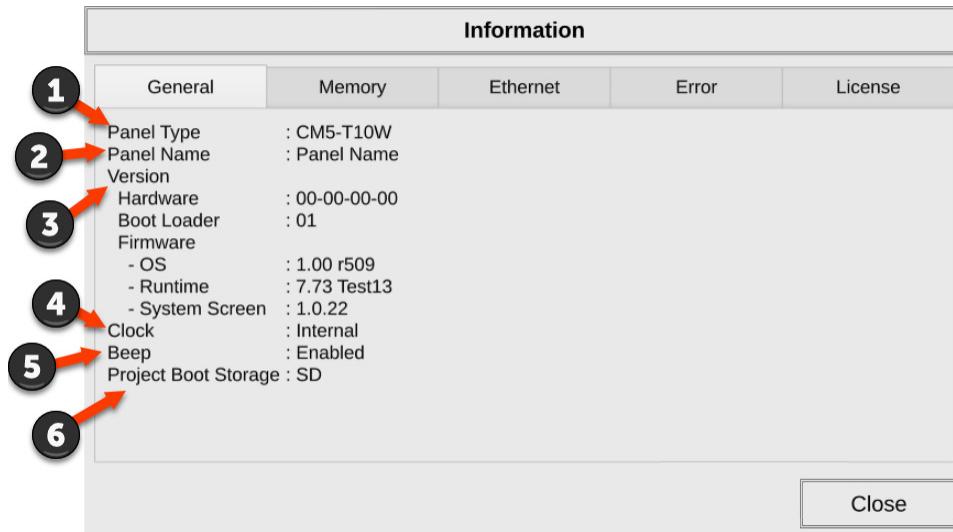 Information
General Memory Ethernet Error License
1 Panel Type : CM5-T10W
2 Panel Name : Panel Name
3 Version
Hardware : 00-00-00-00
Boot Loader : 01
Firmware
- OS : 1.00 r509
- Runtime : 7.73 Test13
- System Screen : 1.0.22
4 Clock : Internal
5 Beep : Enabled
6 Project Boot Storage : SD
Close